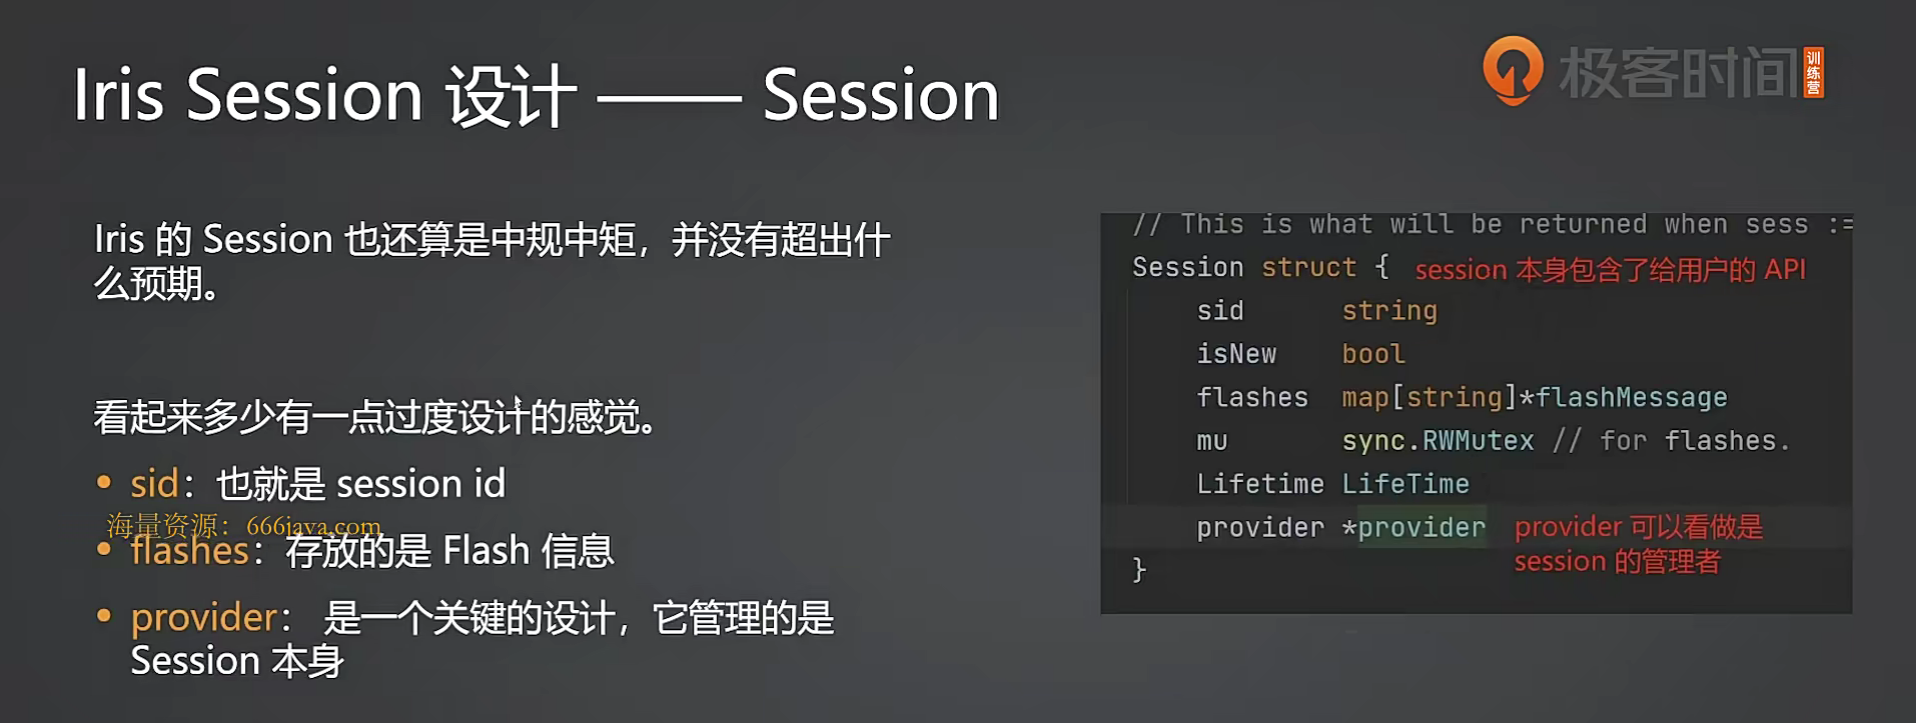 Iris Session 设计 —— Session
极客时间
训练营
Iris 的 Session 也还算是中规中矩，并没有超出什
么预期。
看起来多少有一点过度设计的感觉。
• sid：也就是 session id
海量资源：666java.com
• flashes：存放的是 Flash 信息
• provider： 是一个关键的设计，它管理的是
Session 本身
// This is what will be returned when sess :=
Session struct { session 本身包含了给用户的 API
sid string
isNew bool
flashes map[string]*flashMessage
mu sync.RWMutex // for flashes.
Lifetime LifeTime
provider *provider provider 可以看做是
session 的管理者
}